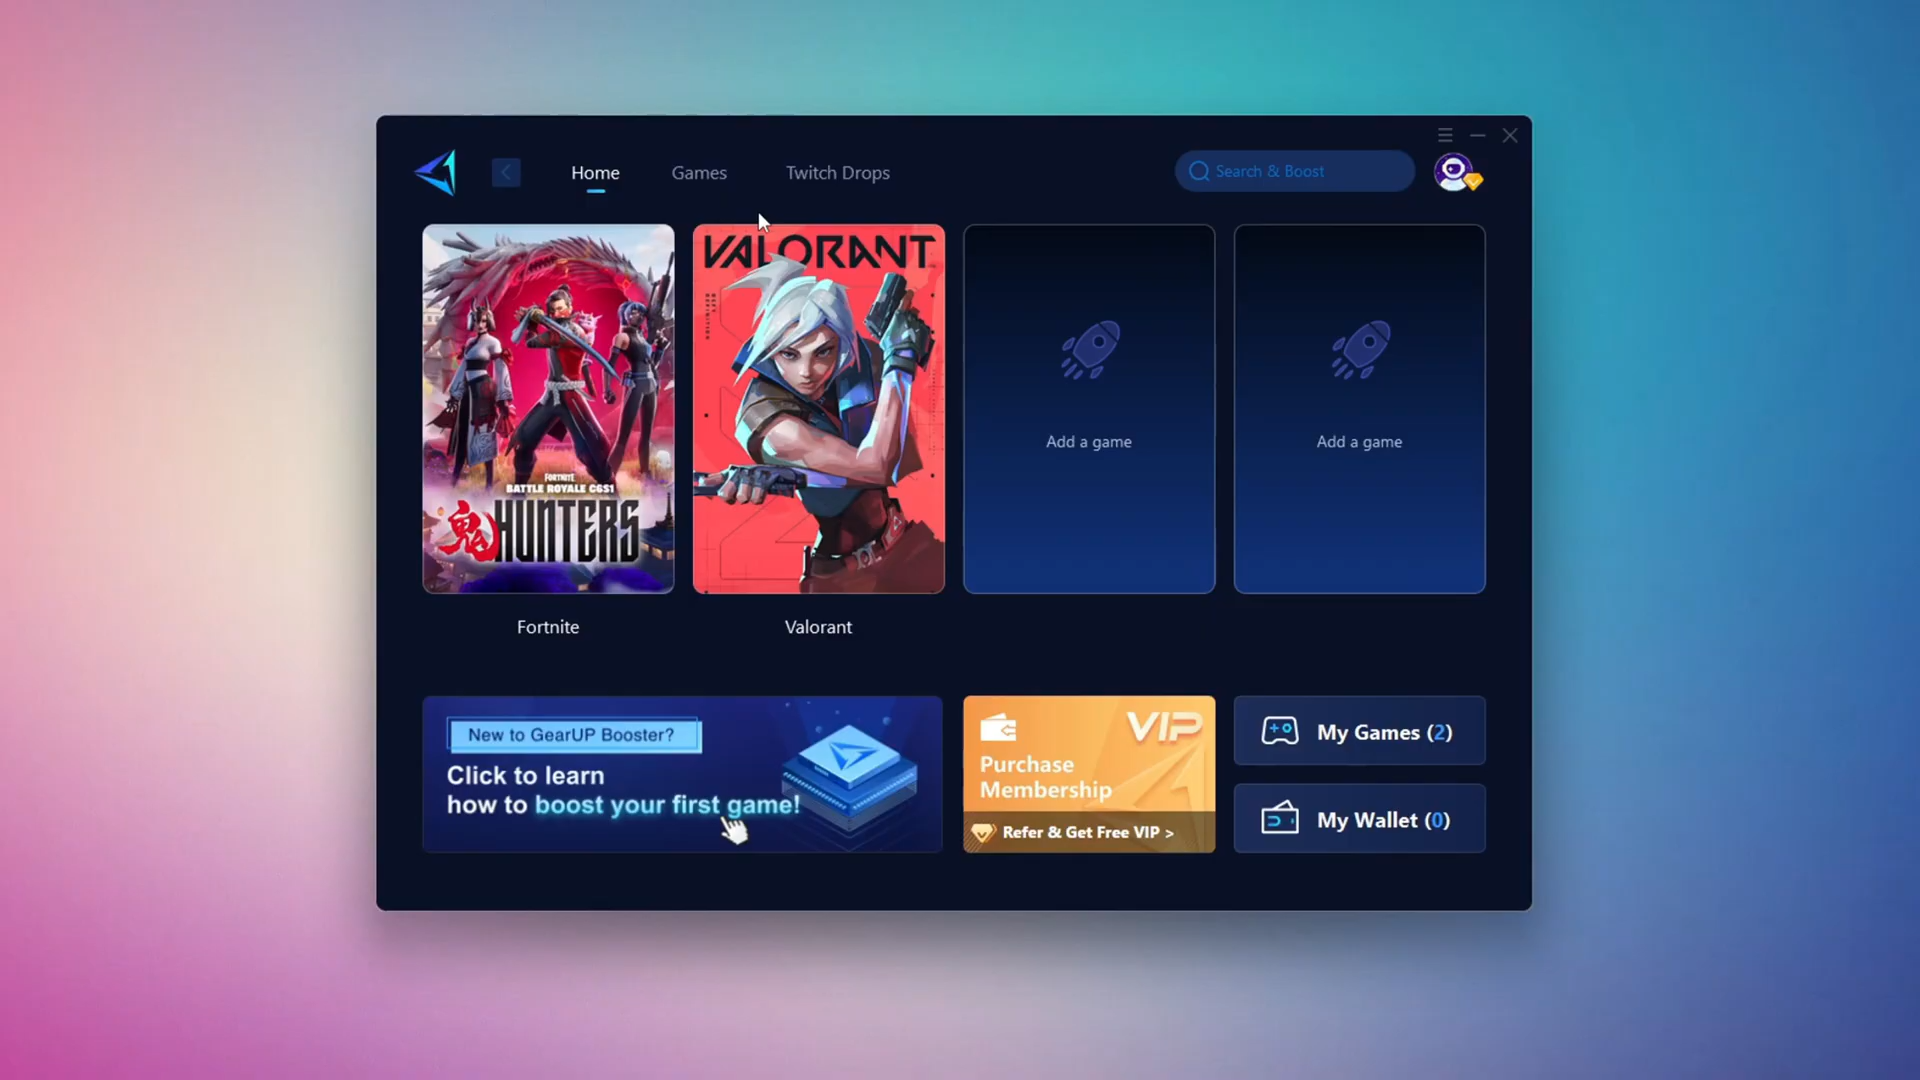 Home
Games
Twitch Drops
Search & Boost
VALORANT
FORTNITE
BATTLE ROYALE C6S1
鬼 HUNTERS
Add a game
Add a game
Fortnite
Valorant
New to GearUP Booster?
Click to learn
how to boost your first game!
VIP
Purchase
Membership
Refer & Get Free VIP >
My Games (2)
My Wallet (0)